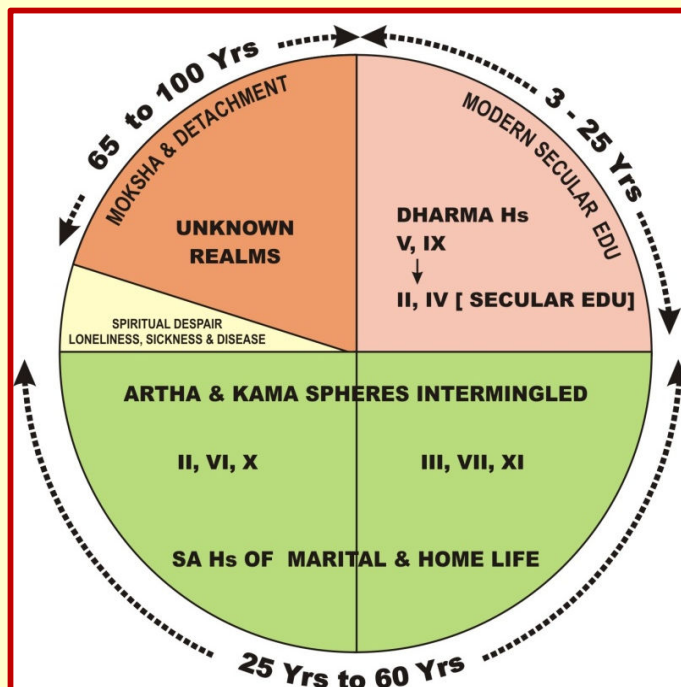 65 to 100 Yrs
MOKSHA & DETACHMENT
UNKNOWN
REALMS
SPIRITUAL DESPAIR
LONELINESS, SICKNESS & DISEASE
3 - 25 Yrs
MODERN SECULAR EDU
DHARMA Hs
V, IX
↓
II, IV [ SECULAR EDU]
ARTHA & KAMA SPHERES INTERMINGLED
II, VI, X
III, VII, XI
SA Hs OF MARITAL & HOME LIFE
25 Yrs to 60 Yrs